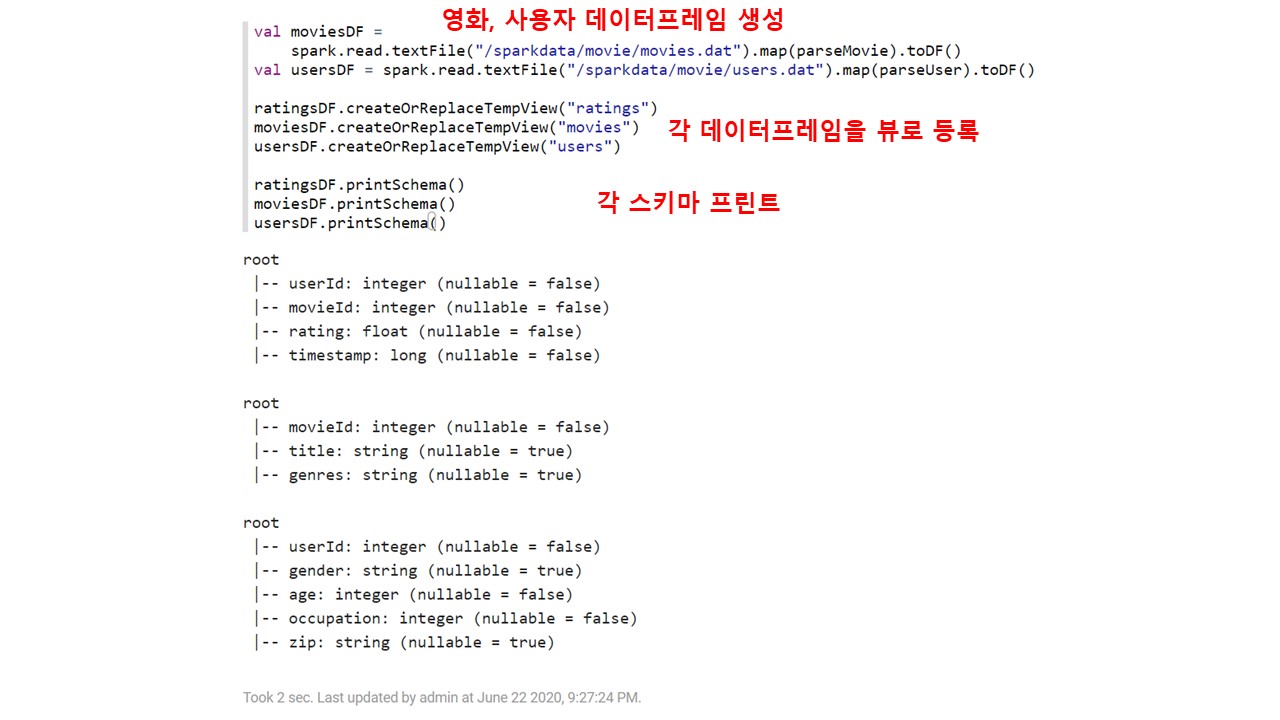 영화, 사용자 데이터프레임 생성
val moviesDF =
spark.read.textFile("/sparkdata/movie/movies.dat").map(parseMovie).toDF()
val usersDF = spark.read.textFile("/sparkdata/movie/users.dat").map(parseUser).toDF()
ratingsDF.createOrReplaceTempView("ratings")
moviesDF.createOrReplaceTempView("movies")
각 데이터프레임을 뷰로 등록
usersDF.createOrReplaceTempView("users")
ratingsDF.printSchema()
moviesDF.printSchema()
각 스키마 프린트
usersDF.printSchema()
root
|-- userId: integer (nullable = false)
|-- movieId: integer (nullable = false)
|-- rating: float (nullable = false)
|-- timestamp: long (nullable = false)
root
|-- movieId: integer (nullable = false)
|-- title: string (nullable = true)
|-- genres: string (nullable = true)
root
|-- userId: integer (nullable = false)
|-- gender: string (nullable = true)
|-- age: integer (nullable = false)
|-- occupation: integer (nullable = false)
|-- zip: string (nullable = true)
Took 2 sec. Last updated by admin at June 22 2020, 9:27:24 PM.